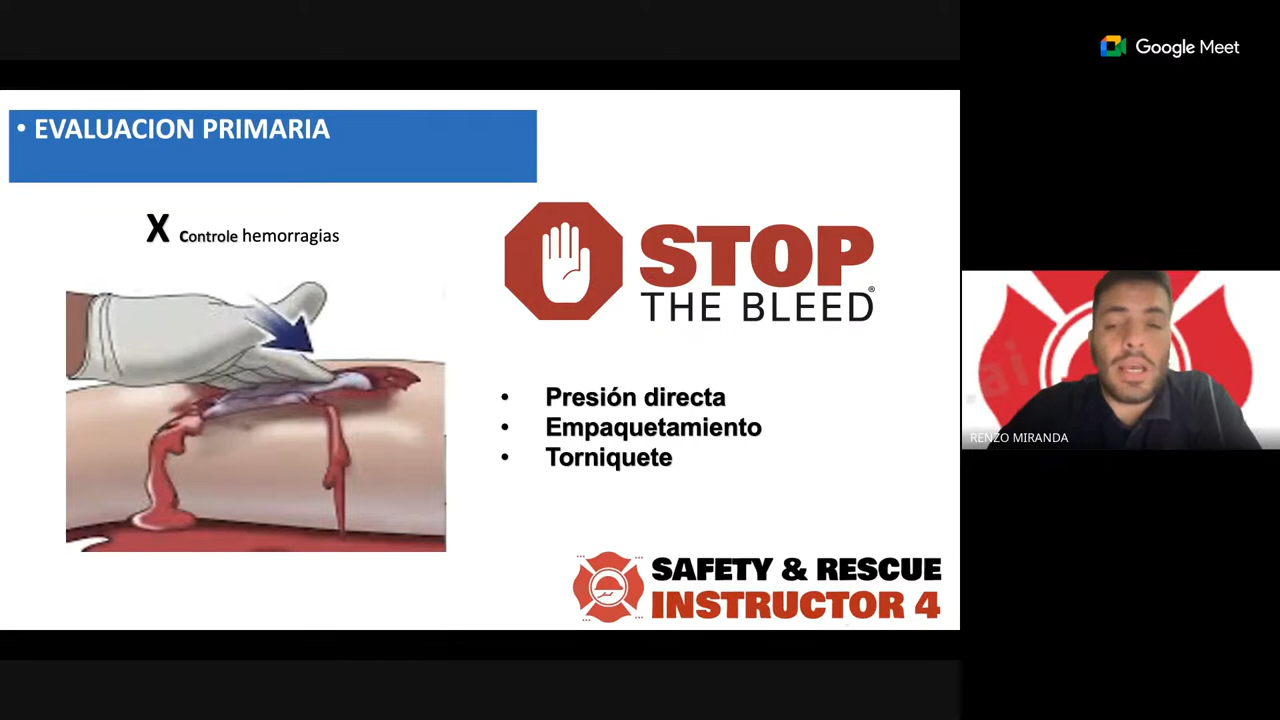 Google Meet
• EVALUACION PRIMARIA
X Controle hemorragias
STOP
THE BLEED®
• Presión directa
• Empaquetamiento
• Torniquete
RENZO MIRANDA
SAFETY & RESCUE
INSTRUCTOR 4